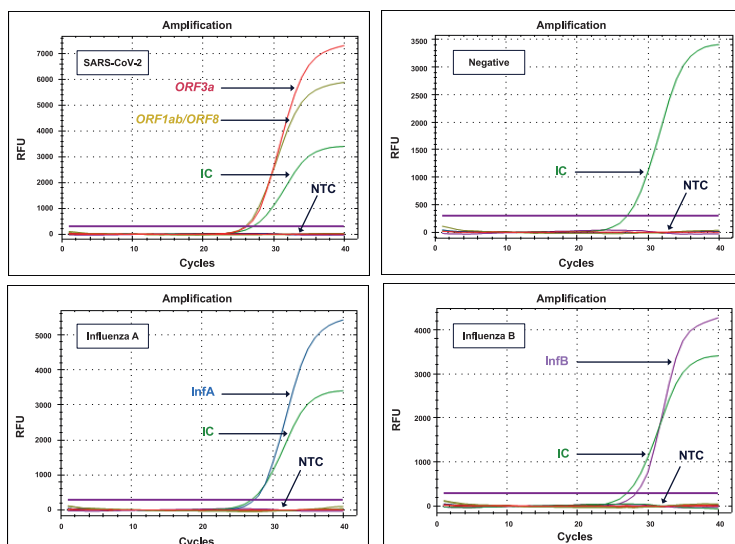 Amplification
SARS-CoV-2
7000
6000
5000
4000
3000
2000
1000
0
RFU
ORF3a
ORF1ab/ORF8
IC
NTC
0
10
20
30
40
Cycles
Amplification
Negative
3500
3000
2500
2000
1500
1000
500
0
-500
RFU
IC
NTC
0
10
20
30
40
Cycles
Amplification
Influenza A
5000
4000
3000
2000
1000
0
RFU
InfA
IC
NTC
0
10
20
30
40
Cycles
Amplification
Influenza B
4000
3000
2000
1000
0
RFU
InfB
IC
NTC
0
10
20
30
40
Cycles